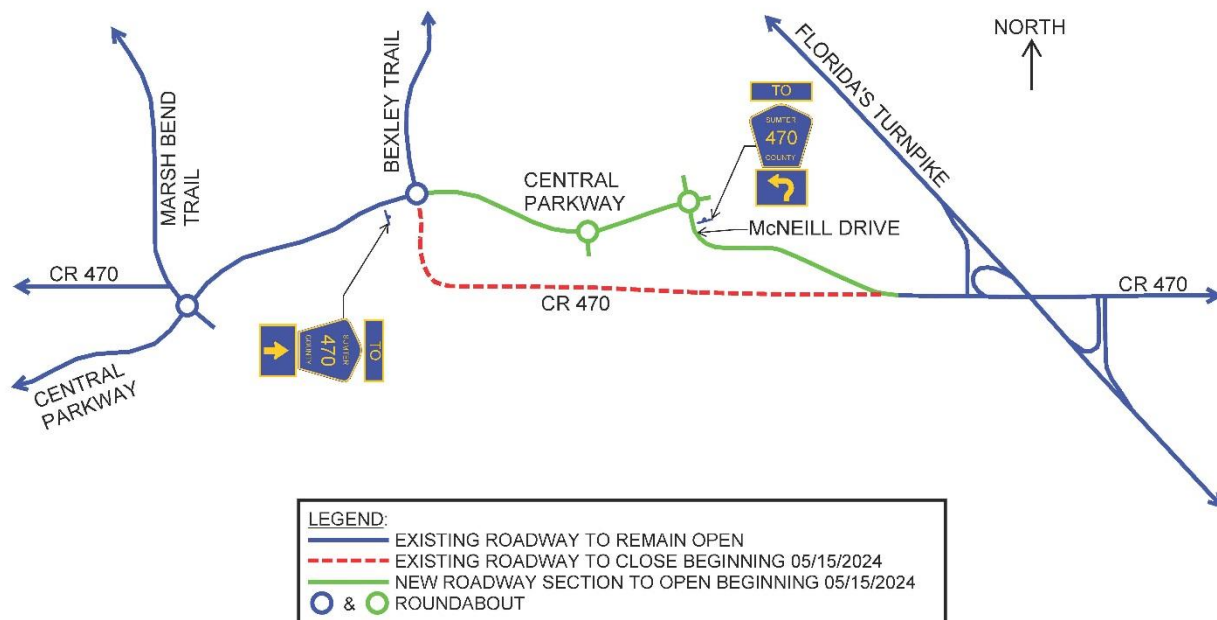 NORTH
FLORIDA'S TURNPIKE
BEXLEY TRAIL
MARSH BEND
TRAIL
TO
SUMTER
470
COUNTY
CENTRAL
PARKWAY
McNEILL DRIVE
CR 470
CR 470
CR 470
TO
SUMTER
470
COUNTY
CENTRAL
PARKWAY
LEGEND:
EXISTING ROADWAY TO REMAIN OPEN
EXISTING ROADWAY TO CLOSE BEGINNING 05/15/2024
NEW ROADWAY SECTION TO OPEN BEGINNING 05/15/2024
& ROUNDABOUT